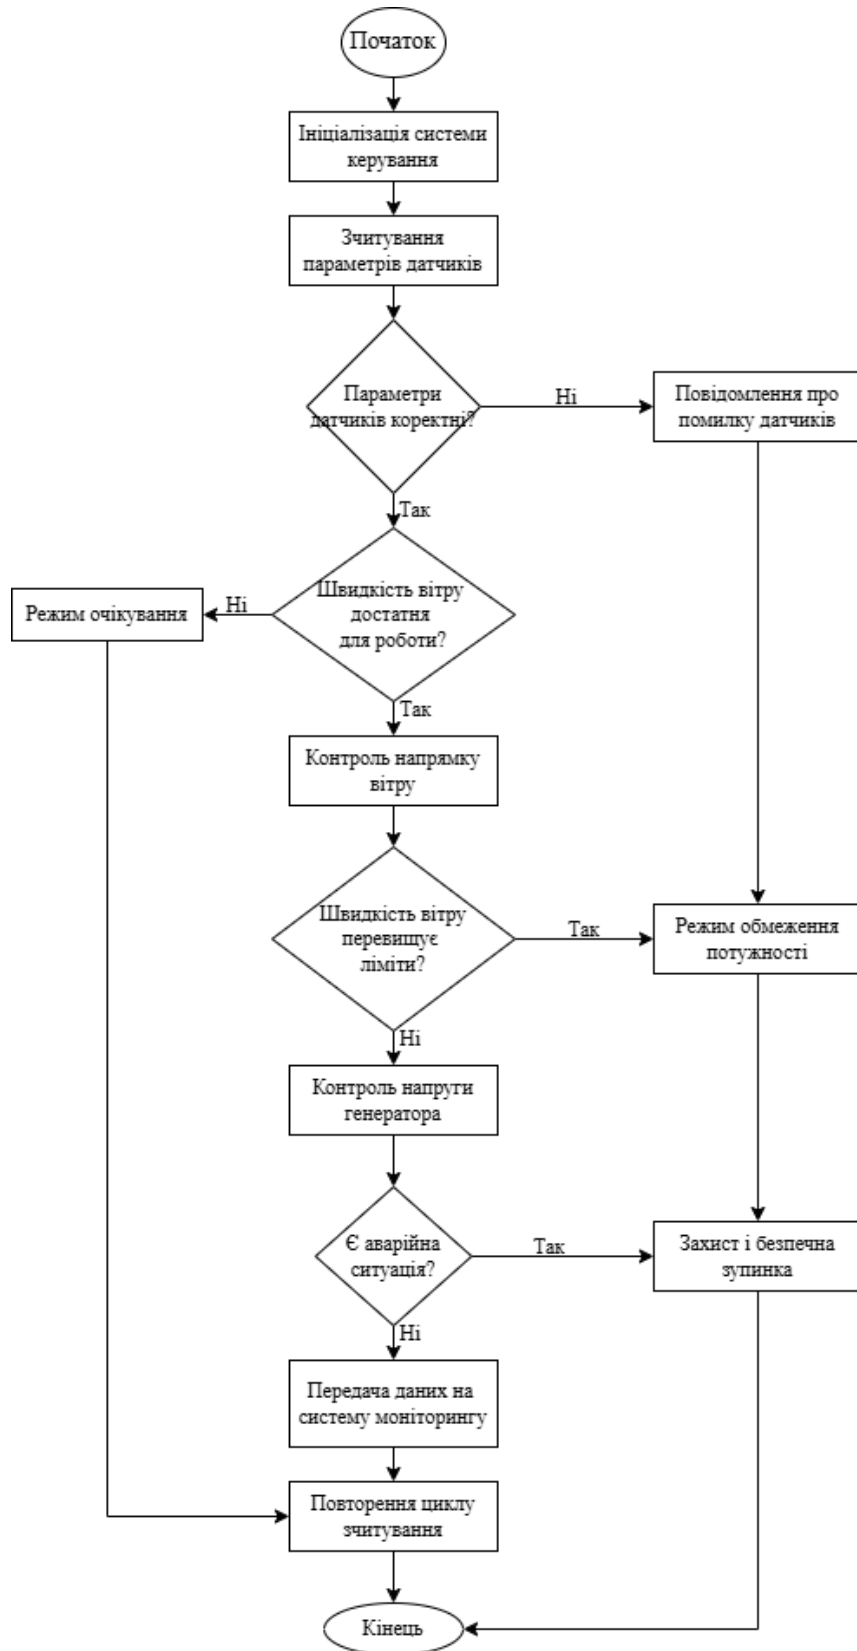 Початок
Ініціалізація системи
керування
Зчитування
параметрів датчиків
Параметри
датчиків коректні?
Ні
Повідомлення про
помилку датчиків
Так
Швидкість вітру
достатня
для роботи?
Ні
Режим очікування
Так
Контроль напрямку
вітру
Швидкість вітру
перевищує
ліміти?
Так
Режим обмеження
потужності
Ні
Контроль напруги
генератора
Є аварійна
ситуація?
Так
Захист і безпечна
зупинка
Ні
Передача даних на
систему моніторингу
Повторення циклу
зчитування
Кінець